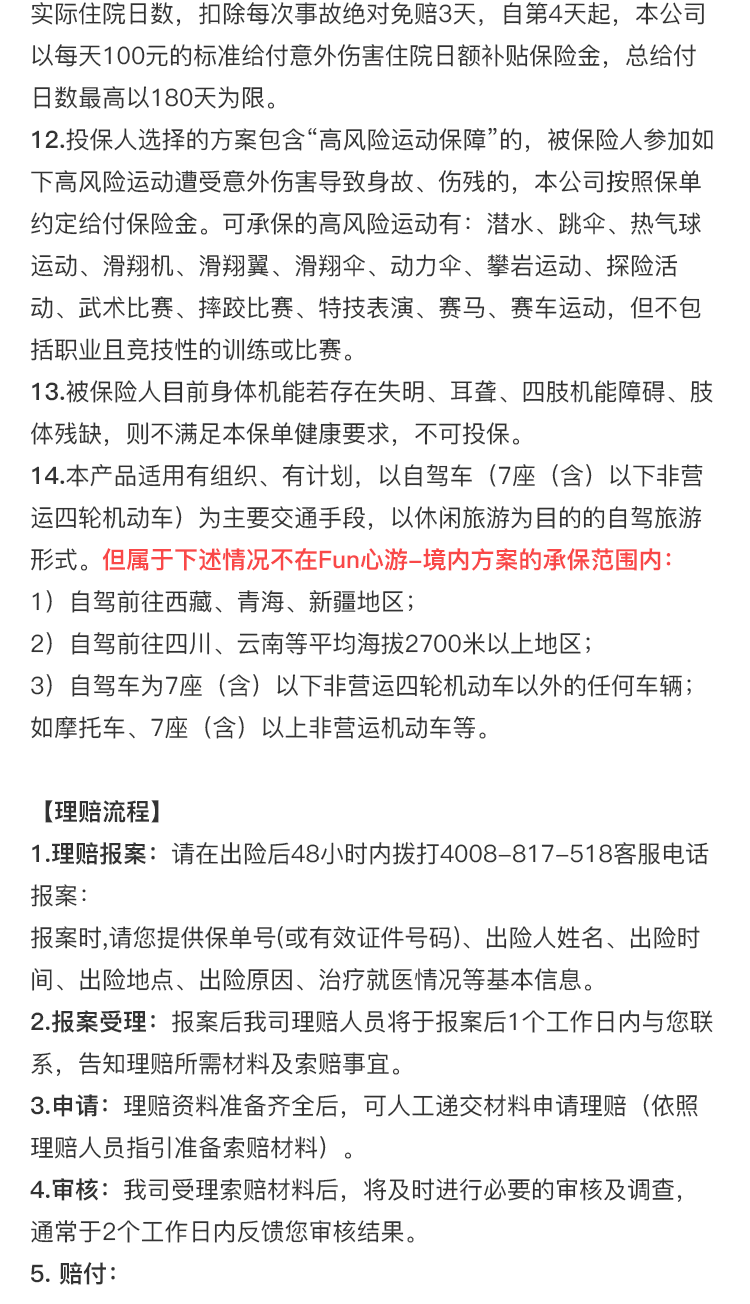 实际住院日数，扣除每次事故绝对免赔3天，自第4天起，本公司
以每天100元的标准给付意外伤害住院日额补贴保险金，总给付
日数最高以180天为限。
12.投保人选择的方案包含“高风险运动保障”的，被保险人参加如
下高风险运动遭受意外伤害导致身故、伤残的，本公司按照保单
约定给付保险金。可承保的高风险运动有：潜水、跳伞、热气球
运动、滑翔机、滑翔翼、滑翔伞、动力伞、攀岩运动、探险活
动、武术比赛、摔跤比赛、特技表演、赛马、赛车运动，但不包
括职业且竞技性的训练或比赛。
13.被保险人目前身体机能若存在失明、耳聋、四肢机能障碍、肢
体残缺，则不满足本保单健康要求，不可投保。
14.本产品适用有组织、有计划，以自驾车（7座（含）以下非营
运四轮机动车）为主要交通手段，以休闲旅游为目的的自驾旅游
形式。但属于下述情况不在Fun心游-境内方案的承保范围内：
1）自驾前往西藏、青海、新疆地区；
2）自驾前往四川、云南等平均海拔2700米以上地区；
3）自驾车为7座（含）以下非营运四轮机动车以外的任何车辆；
如摩托车、7座（含）以上非营运机动车等。
【理赔流程】
1.理赔报案：请在出险后48小时内拨打4008-817-518客服电话
报案：
报案时,请您提供保单号(或有效证件号码)、出险人姓名、出险时
间、出险地点、出险原因、治疗就医情况等基本信息。
2.报案受理：报案后我司理赔人员将于报案后1个工作日内与您联
系，告知理赔所需材料及索赔事宜。
3.申请：理赔资料准备齐全后，可人工递交材料申请理赔（依照
理赔人员指引准备索赔材料）。
4.审核：我司受理索赔材料后，将及时进行必要的审核及调查，
通常于2个工作日内反馈您审核结果。
5. 赔付：